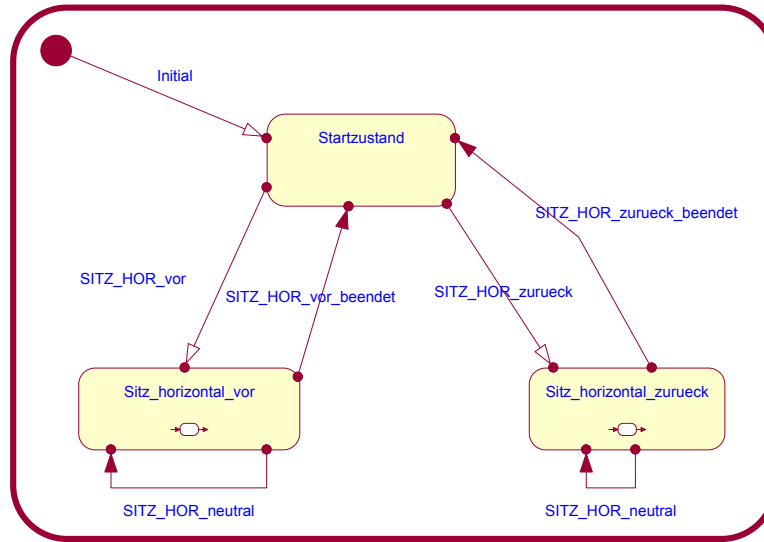 Initial
Startzustand
SITZ_HOR_zurueck_beendet
SITZ_HOR_vor
SITZ_HOR_vor_beendet
SITZ_HOR_zurueck
Sitz_horizontal_vor
Sitz_horizontal_zurueck
SITZ_HOR_neutral
SITZ_HOR_neutral